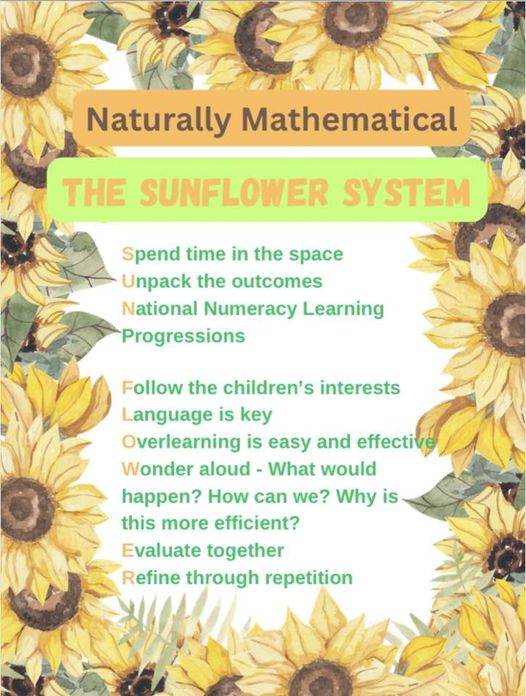 Naturally Mathematical
THE SUNFLOWER SYSTEM
Spend time in the space
Unpack the outcomes
National Numeracy Learning
Progressions
Follow the children’s interests
Language is key
Overlearning is easy and effective
Wonder aloud - What would
happen? How can we? Why is
this more efficient?
Evaluate together
Refine through repetition